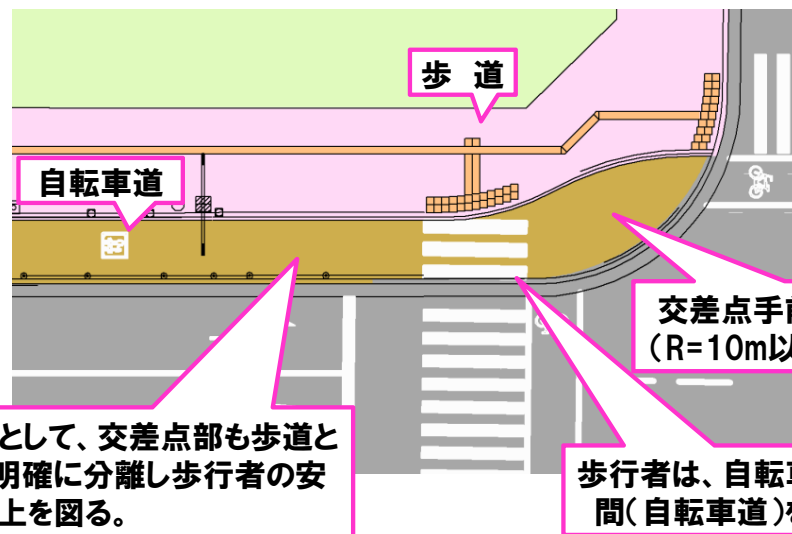 歩 道
自転車道
交差点手前
（R=10m以
として、交差点部も歩道と
明確に分離し歩行者の安
上を図る。
歩行者は、自転車
間（自転車道）を